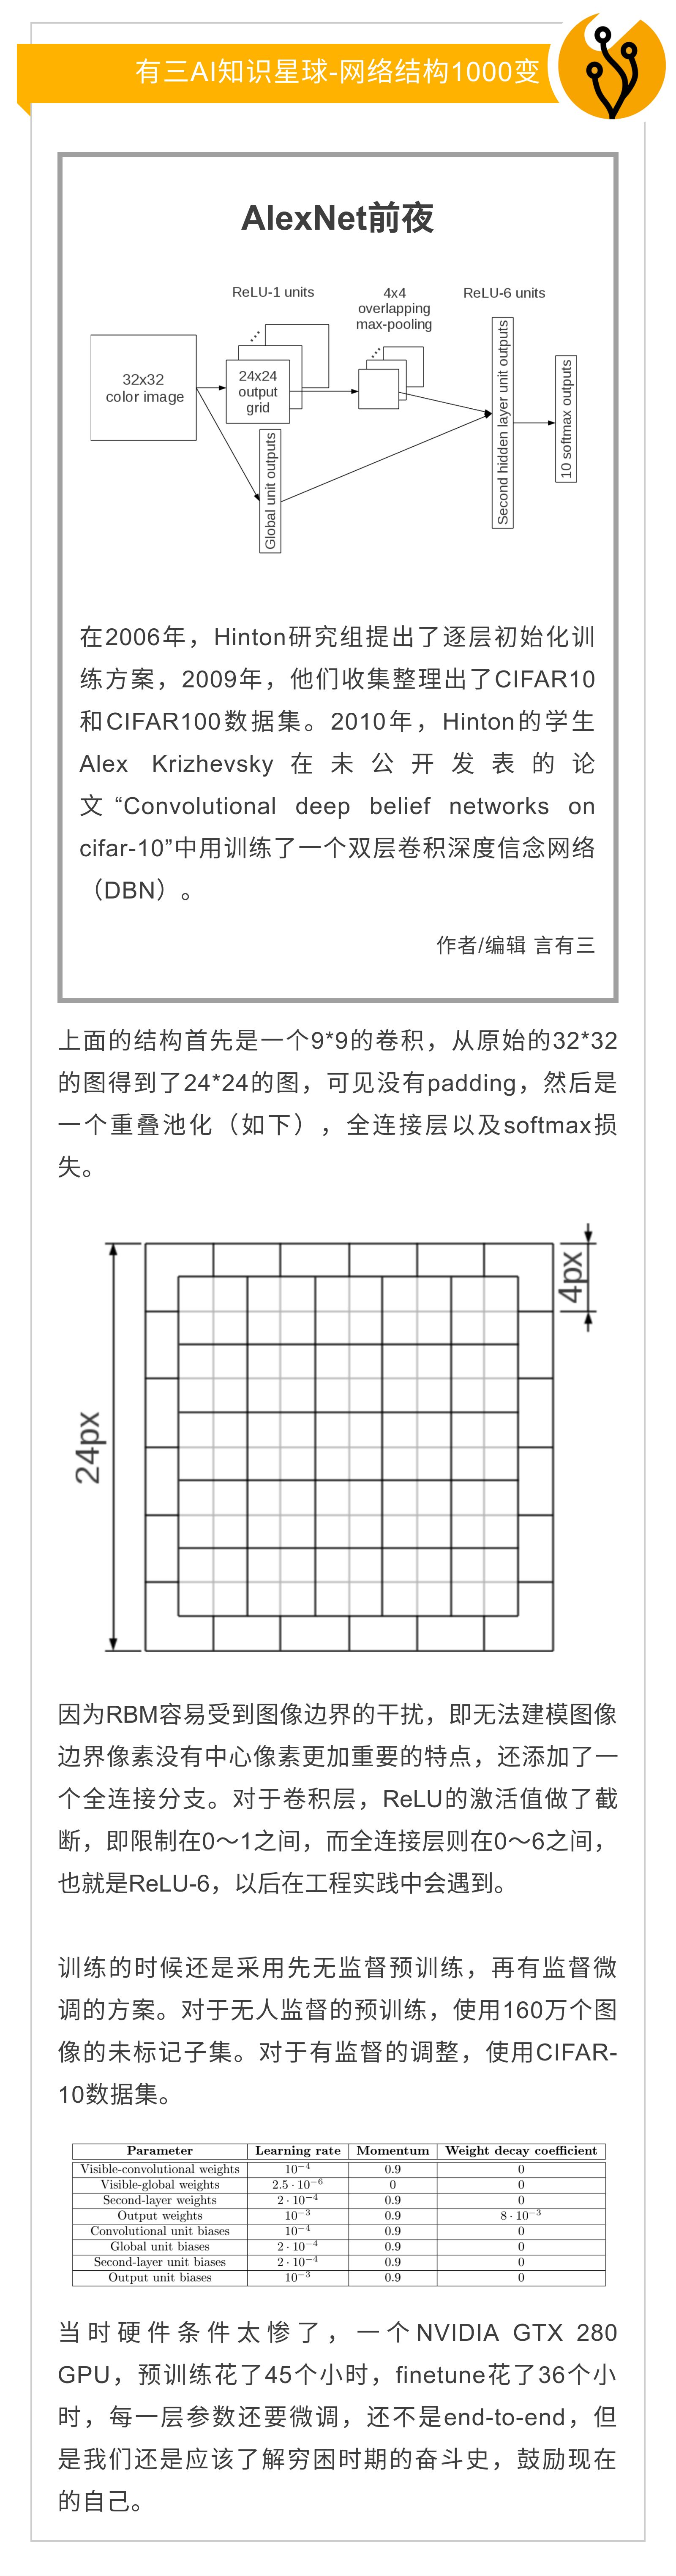 有三AI知识星球-网络结构1000变
AlexNet前夜
ReLU-1 units
4x4
overlapping
max-pooling
ReLU-6 units
32x32
color image
24x24
output
grid
Global unit outputs
Second hidden layer unit outputs
10 softmax outputs
在2006年，Hinton研究组提出了逐层初始化训
练方案，2009年，他们收集整理出了CIFAR10
和CIFAR100数据集。2010年，Hinton的学生
Alex Krizhevsky在未公开发表的论
文“Convolutional deep belief networks on
cifar-10”中用训练了一个双层卷积深度信念网络
（DBN）。
作者/编辑 言有三
上面的结构首先是一个9*9的卷积，从原始的32*32
的图得到了24*24的图，可见没有padding，然后是
一个重叠池化（如下），全连接层以及softmax损
失。
4px
24px
因为RBM容易受到图像边界的干扰，即无法建模图像
边界像素没有中心像素更加重要的特点，还添加了一
个全连接分支。对于卷积层，ReLU的激活值做了截
断，即限制在0～1之间，而全连接层则在0～6之间，
也就是ReLU-6，以后在工程实践中会遇到。
训练的时候还是采用先无监督预训练，再有监督微
调的方案。对于无人监督的预训练，使用160万个图
像的未标记子集。对于有监督的调整，使用CIFAR-
10数据集。
Parameter Learning rate Momentum Weight decay coefficient
Visible-convolutional weights 10⁻⁴ 0.9 0
Visible-global weights 2.5·10⁻⁶ 0 0
Second-layer weights 2·10⁻⁴ 0.9 0
Output weights 10⁻³ 0.9 8·10⁻³
Convolutional unit biases 10⁻⁴ 0.9 0
Global unit biases 2·10⁻⁴ 0.9 0
Second-layer unit biases 2·10⁻⁴ 0.9 0
Output unit biases 10⁻³ 0.9 0
当时硬件条件太惨了，一个NVIDIA GTX 280
GPU，预训练花了45个小时，finetune花了36个小
时，每一层参数还要微调，还不是end-to-end，但
是我们还是应该了解穷困时期的奋斗史，鼓励现在
的自己。